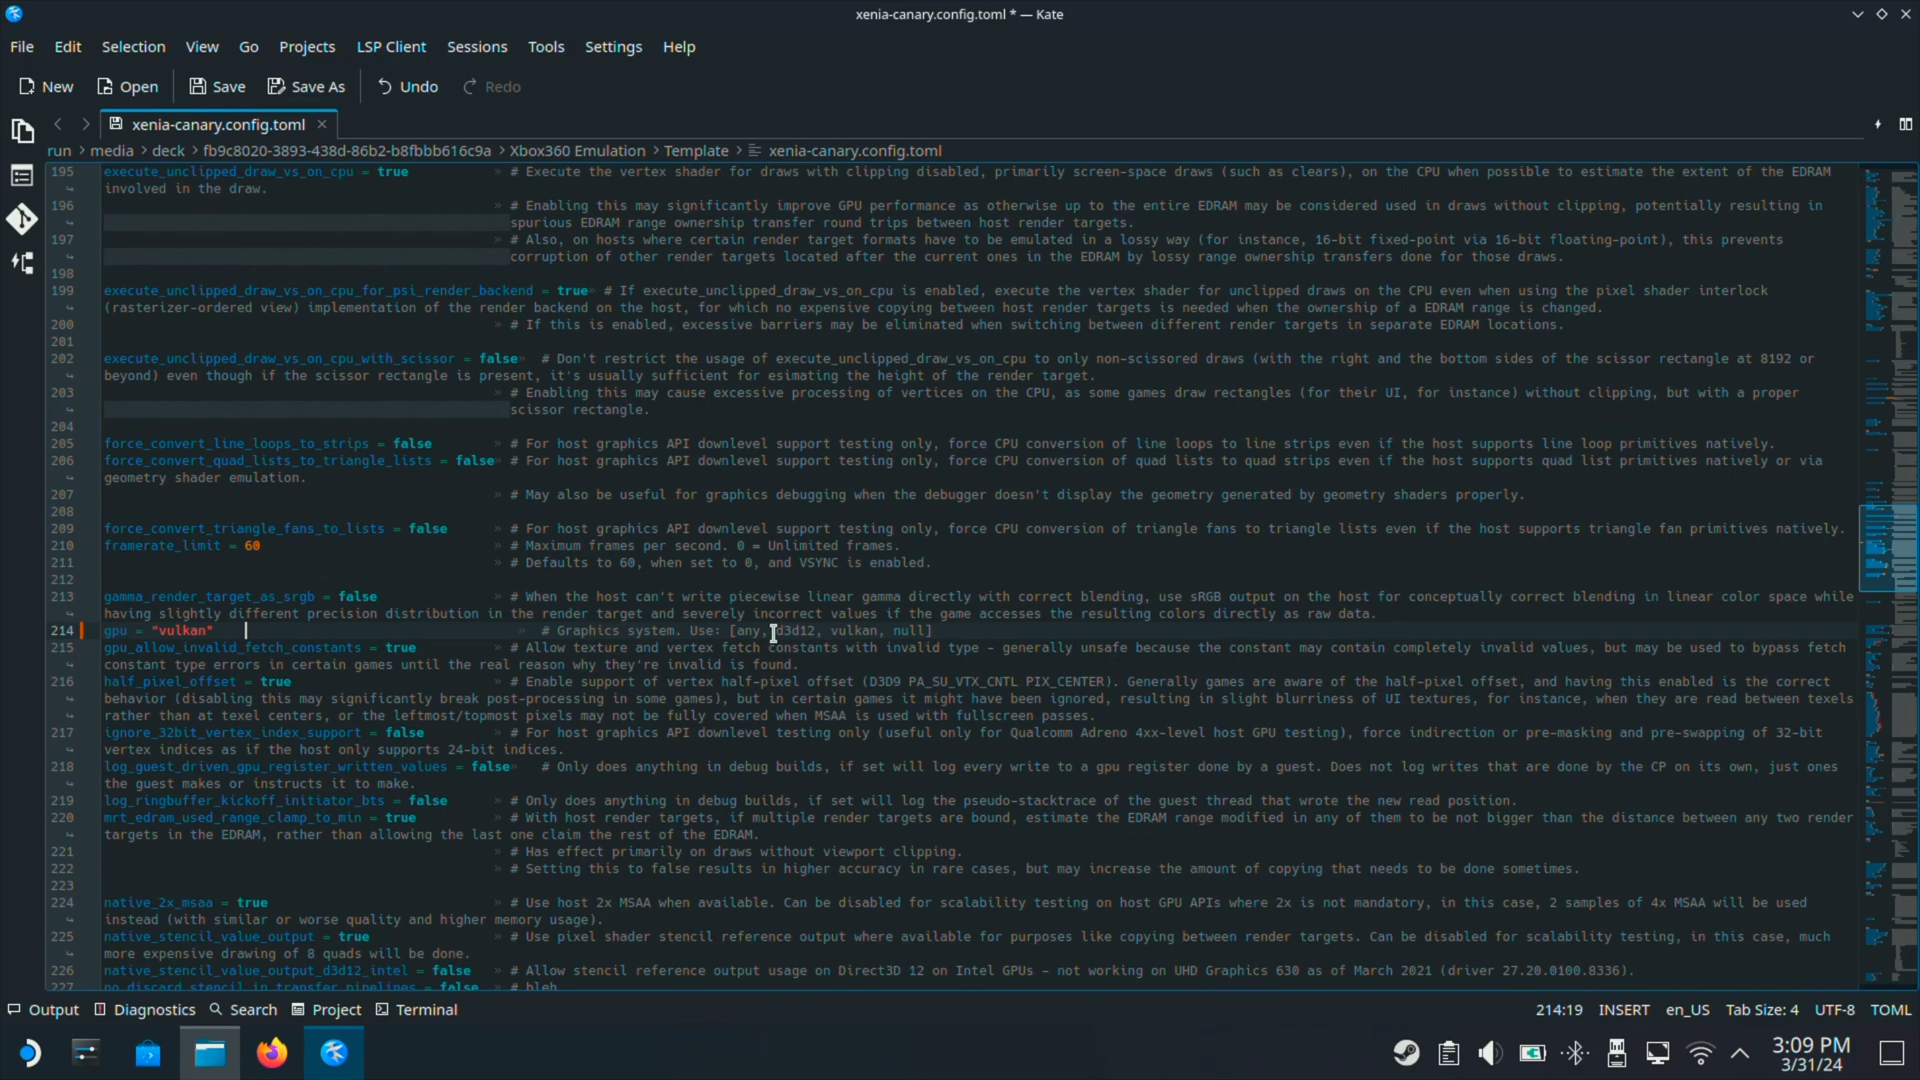 xenia-canary.config.toml * — Kate
File Edit Selection View Go Projects LSP Client Sessions Tools Settings Help
New Open Save Save As Undo Redo
xenia-canary.config.toml
run > media > deck > fb9c8020-3893-438d-86b2-b8fbbb616c9a > Xbox360 Emulation > Template > xenia-canary.config.toml
195 execute_unclipped_draw_vs_on_cpu = true # Execute the vertex shader for draws with clipping disabled, primarily screen-space draws (such as clears), on the CPU when possible to estimate the extent of the EDRAM
involved in the draw.
196 # Enabling this may significantly improve GPU performance as otherwise up to the entire EDRAM may be considered used in draws without clipping, potentially resulting in
spurious EDRAM range ownership transfer round trips between host render targets.
197 # Also, on hosts where certain render target formats have to be emulated in a lossy way (for instance, 16-bit fixed-point via 16-bit floating-point), this prevents
corruption of other render targets located after the current ones in the EDRAM by lossy range ownership transfers done for those draws.
198
199 execute_unclipped_draw_vs_on_cpu_for_psi_render_backend = true # If execute_unclipped_draw_vs_on_cpu is enabled, execute the vertex shader for unclipped draws on the CPU even when using the pixel shader interlock
(rasterizer-ordered view) implementation of the render backend on the host, for which no expensive copying between host render targets is needed when the ownership of a EDRAM range is changed.
200 # If this is enabled, excessive barriers may be eliminated when switching between different render targets in separate EDRAM locations.
201
202 execute_unclipped_draw_vs_on_cpu_with_scissor = false # Don't restrict the usage of execute_unclipped_draw_vs_on_cpu to only non-scissored draws (with the right and the bottom sides of the scissor rectangle at 8192 or
beyond) even though if the scissor rectangle is present, it's usually sufficient for esimating the height of the render target.
203 # Enabling this may cause excessive processing of vertices on the CPU, as some games draw rectangles (for their UI, for instance) without clipping, but with a proper
scissor rectangle.
204
205 force_convert_line_loops_to_strips = false # For host graphics API downlevel support testing only, force CPU conversion of line loops to line strips even if the host supports line loop primitives natively.
206 force_convert_quad_lists_to_triangle_lists = false # For host graphics API downlevel support testing only, force CPU conversion of quad lists to quad strips even if the host supports quad list primitives natively or via
geometry shader emulation.
207 # May also be useful for graphics debugging when the debugger doesn't display the geometry generated by geometry shaders properly.
208
209 force_convert_triangle_fans_to_lists = false # For host graphics API downlevel support testing only, force CPU conversion of triangle fans to triangle lists even if the host supports triangle fan primitives natively.
210 framerate_limit = 60 # Maximum frames per second. 0 = Unlimited frames.
211 # Defaults to 60, when set to 0, and VSYNC is enabled.
212
213 gamma_render_target_as_srgb = false # When the host can't write piecewise linear gamma directly with correct blending, use sRGB output on the host for conceptually correct blending in linear color space while
having slightly different precision distribution in the render target and severely incorrect values if the game accesses the resulting colors directly as raw data.
214 gpu = "vulkan" # Graphics system. Use: [any, d3d12, vulkan, null]
215 gpu_allow_invalid_fetch_constants = true # Allow texture and vertex fetch constants with invalid type - generally unsafe because the constant may contain completely invalid values, but may be used to bypass fetch
constant type errors in certain games until the real reason why they're invalid is found.
216 half_pixel_offset = true # Enable support of vertex half-pixel offset (D3D9 PA_SU_VTX_CNTL PIX_CENTER). Generally games are aware of the half-pixel offset, and having this enabled is the correct
behavior (disabling this may significantly break post-processing in some games), but in certain games it might have been ignored, resulting in slight blurriness of UI textures, for instance, when they are read between texels
rather than at texel centers, or the leftmost/topmost pixels may not be fully covered when MSAA is used with fullscreen passes.
217 ignore_32bit_vertex_index_support = false # For host graphics API downlevel testing only (useful only for Qualcomm Adreno 4xx-level host GPU testing), force indirection or pre-masking and pre-swapping of 32-bit
vertex indices as if the host only supports 24-bit indices.
218 log_guest_driven_gpu_register_written_values = false # Only does anything in debug builds, if set will log every write to a gpu register done by a guest. Does not log writes that are done by the CP on its own, just ones
the guest makes or instructs it to make.
219 log_ringbuffer_kickoff_initiator_bts = false # Only does anything in debug builds, if set will log the pseudo-stacktrace of the guest thread that wrote the new read position.
220 mrt_edram_used_range_clamp_to_min = true # With host render targets, if multiple render targets are bound, estimate the EDRAM range modified in any of them to be not bigger than the distance between any two render
targets in the EDRAM, rather than allowing the last one claim the rest of the EDRAM.
221 # Has effect primarily on draws without viewport clipping.
222 # Setting this to false results in higher accuracy in rare cases, but may increase the amount of copying that needs to be done sometimes.
223
224 native_2x_msaa = true # Use host 2x MSAA when available. Can be disabled for scalability testing on host GPU APIs where 2x is not mandatory, in this case, 2 samples of 4x MSAA will be used
instead (with similar or worse quality and higher memory usage).
225 native_stencil_value_output = true # Use pixel shader stencil reference output where available for purposes like copying between render targets. Can be disabled for scalability testing, in this case, much
more expensive drawing of 8 quads will be done.
226 native_stencil_value_output_d3d12_intel = false # Allow stencil reference output usage on Direct3D 12 on Intel GPUs - not working on UHD Graphics 630 as of March 2021 (driver 27.20.0100.8336).
227 no_discard_stencil_in_transfer_pipelines = false # bleh
Output Diagnostics Search Project Terminal 214:19 INSERT en_US Tab Size: 4 UTF-8 TOML
3:09 PM
3/31/24